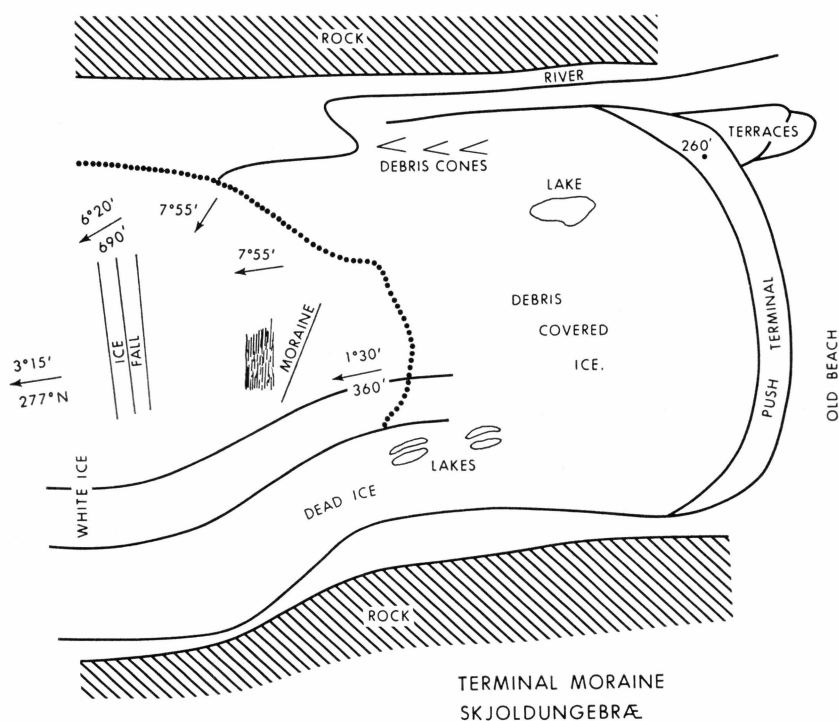 ROCK
RIVER
TERRACES
260'
DEBRIS CONES
LAKE
6°20'
690'
7°55'
7°55'
DEBRIS
COVERED
ICE.
PUSH TERMINAL
OLD BEACH
ICE
FALL
MORAINE
3°15'
277°N
1°30'
360'
WHITE ICE
DEAD ICE
LAKES
ROCK
TERMINAL MORAINE
SKJOLDUNGEBRÆ